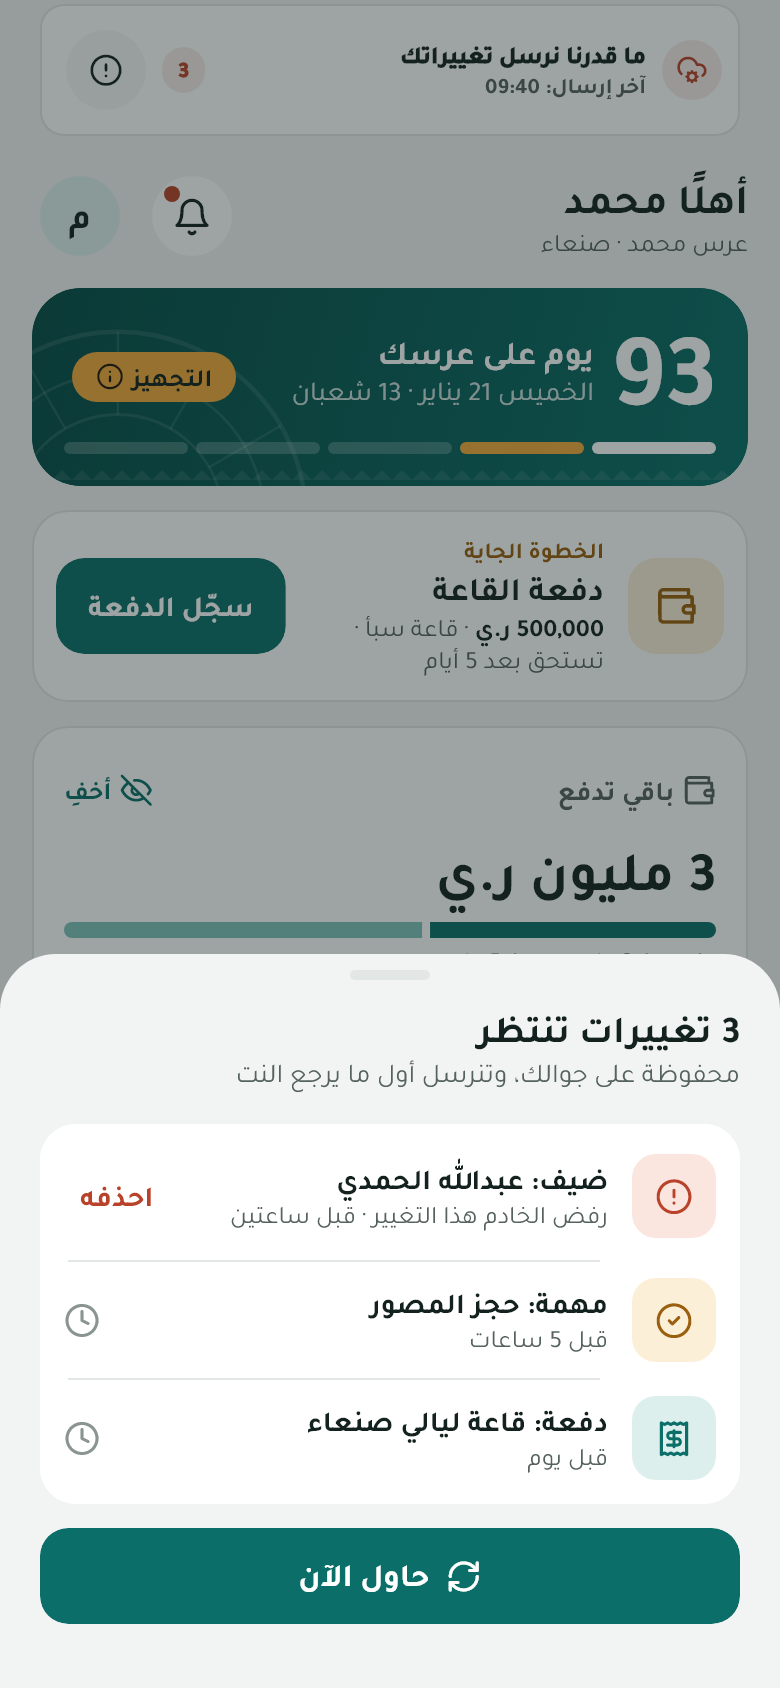 ما قدرنا نرسل تغييراتك
آخر إرسال: 09:40
3
أهلًا محمد
عرس محمد · صنعاء
م
93
يوم على عرسك
الخميس 21 يناير · 13 شعبان
التجهيز
الخطوة الجاية
دفعة القاعة
500,000 ر.ي · قاعة سبأ ·
تستحق بعد 5 أيام
سجّل الدفعة
باقي تدفع
أخفِ
3 مليون ر.ي
3 تغييرات تنتظر
محفوظة على جوالك، وتنرسل أول ما يرجع النت
ضيف: عبدالله الحمدي
رفض الخادم هذا التغيير · قبل ساعتين
احذفه
مهمة: حجز المصور
قبل 5 ساعات
دفعة: قاعة ليالي صنعاء
قبل يوم
حاول الآن